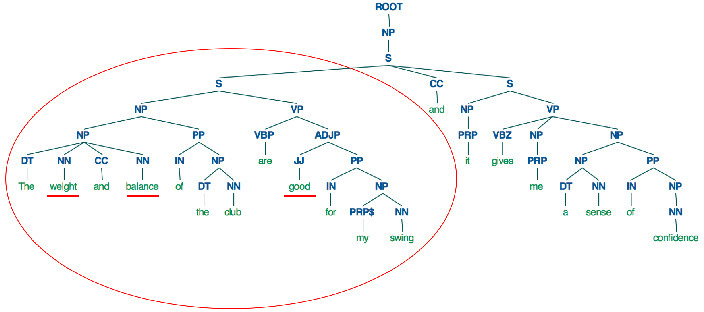 ROOT
NP
S
S CC S
and
NP VP NP VP
NP PP VBP ADJP PRP VBZ NP NP
are it gives
DT NN CC NN IN NP JJ PP PRP NP PP
The weight and balance of good me
DT NN IN NP DT NN IN NP
the club for a sense of
PRP$ NN NN
my swing confidence